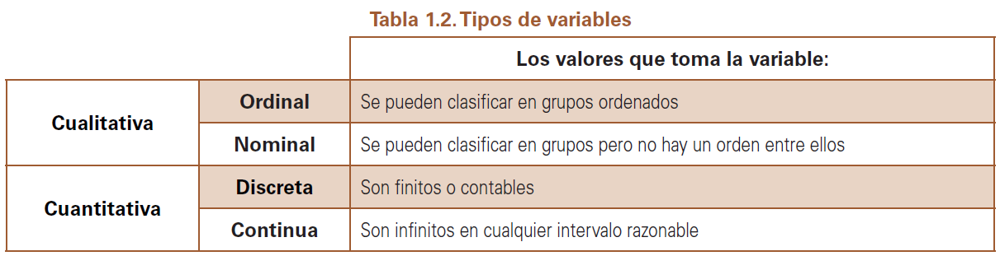 Tabla 1.2. Tipos de variables
Los valores que toma la variable:
Cualitativa
Ordinal
Se pueden clasificar en grupos ordenados
Nominal
Se pueden clasificar en grupos pero no hay un orden entre ellos
Cuantitativa
Discreta
Son finitos o contables
Continua
Son infinitos en cualquier intervalo razonable